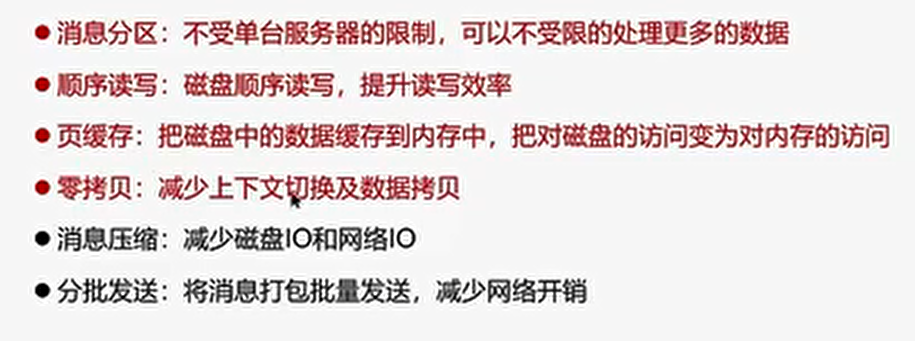 ● 消息分区：不受单台服务器的限制，可以不受限的处理更多的数据
● 顺序读写：磁盘顺序读写，提升读写效率
● 页缓存：把磁盘中的数据缓存到内存中，把对磁盘的访问变为对内存的访问
● 零拷贝：减少上下文切换及数据拷贝
● 消息压缩：减少磁盘IO和网络IO
● 分批发送：将消息打包批量发送，减少网络开销